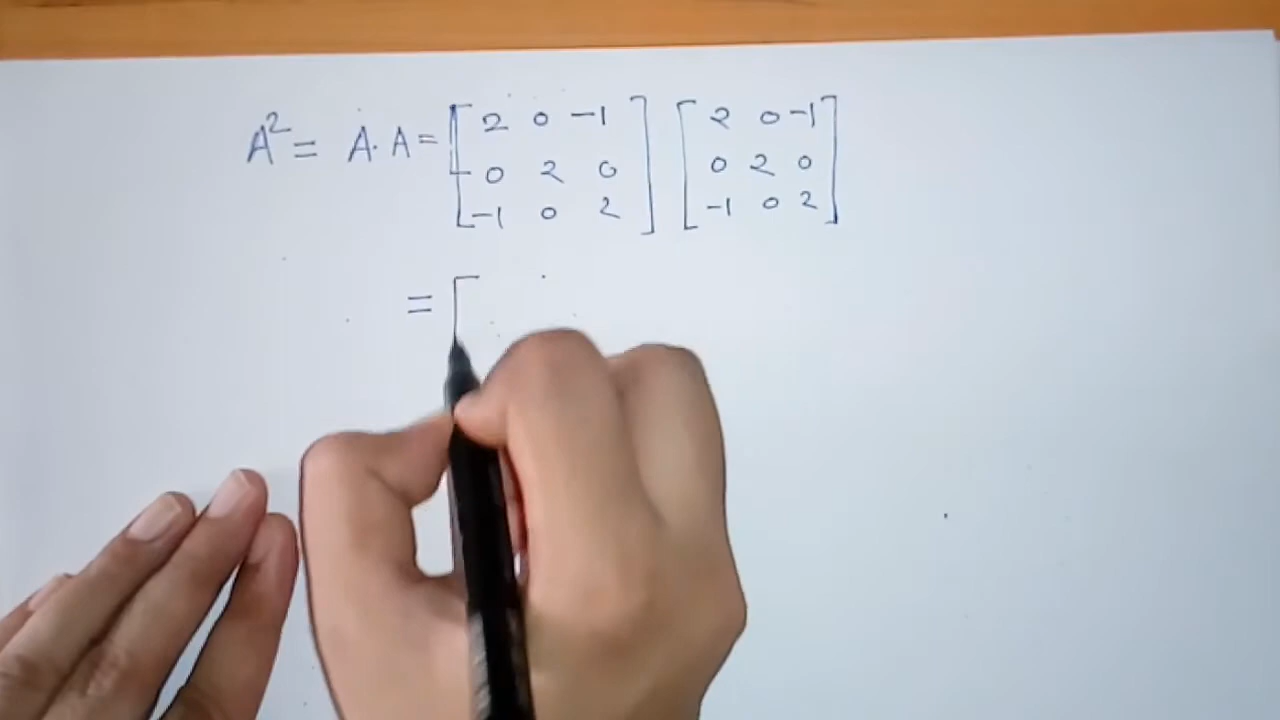 A² = A·A = [2 0 -1] [2 0 -1]
[0 2 0] [0 2 0]
[-1 0 2] [-1 0 2]
= [